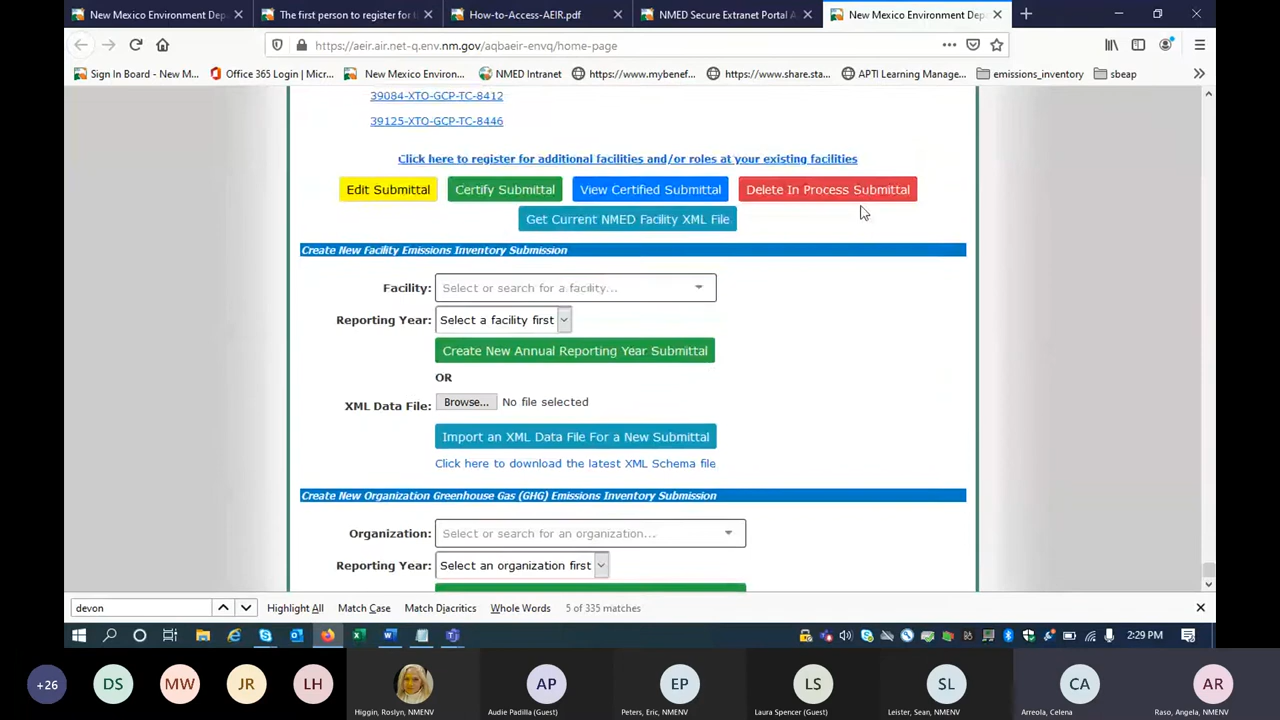 New Mexico Environment Dep
The first person to register for t
How-to-Access-AEIR.pdf
NMED Secure Extranet Portal A
New Mexico Environment Dep
https://aeir.air.net-q.env.nm.gov/aqbaeir-envq/home-page
Sign In Board - New M...
Office 365 Login | Micr...
New Mexico Environ...
NMED Intranet
https://www.mybenef...
https://www.share.sta...
APTI Learning Manage...
emissions_inventory
sbeap
39084-XTO-GCP-TC-8412
39125-XTO-GCP-TC-8446
Click here to register for additional facilities and/or roles at your existing facilities
Edit Submittal
Certify Submittal
View Certified Submittal
Delete In Process Submittal
Get Current NMED Facility XML File
Create New Facility Emissions Inventory Submission
Facility: Select or search for a facility...
Reporting Year: Select a facility first
Create New Annual Reporting Year Submittal
OR
XML Data File: Browse... No file selected
Import an XML Data File For a New Submittal
Click here to download the latest XML Schema file
Create New Organization Greenhouse Gas (GHG) Emissions Inventory Submission
Organization: Select or search for an organization...
Reporting Year: Select an organization first
devon
Highlight All
Match Case
Match Diacritics
Whole Words
5 of 335 matches
2:29 PM
+26
DS
MW
JR
LH
Higgin, Roslyn, NMENV
AP
Audie Padilla (Guest)
EP
Peters, Eric, NMENV
LS
Laura Spencer (Guest)
SL
Leister, Sean, NMENV
CA
Arreola, Celena
AR
Raso, Angela, NMENV